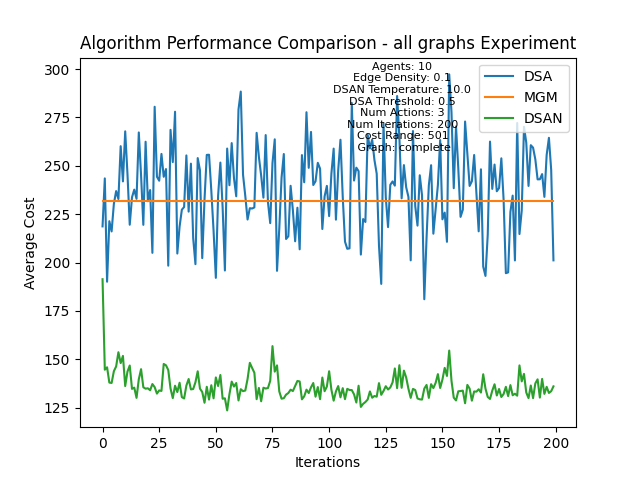 Algorithm Performance Comparison - all graphs Experiment
Agents: 10
Edge Density: 0.1
DSAN Temperature: 10.0
DSA Threshold: 0.5
Num Actions: 3
Num Iterations: 200
Cost Range: 501
Graph: complete
DSA
MGM
DSAN
Average Cost
300
275
250
225
200
175
150
125
0
25
50
75
100
125
150
175
200
Iterations